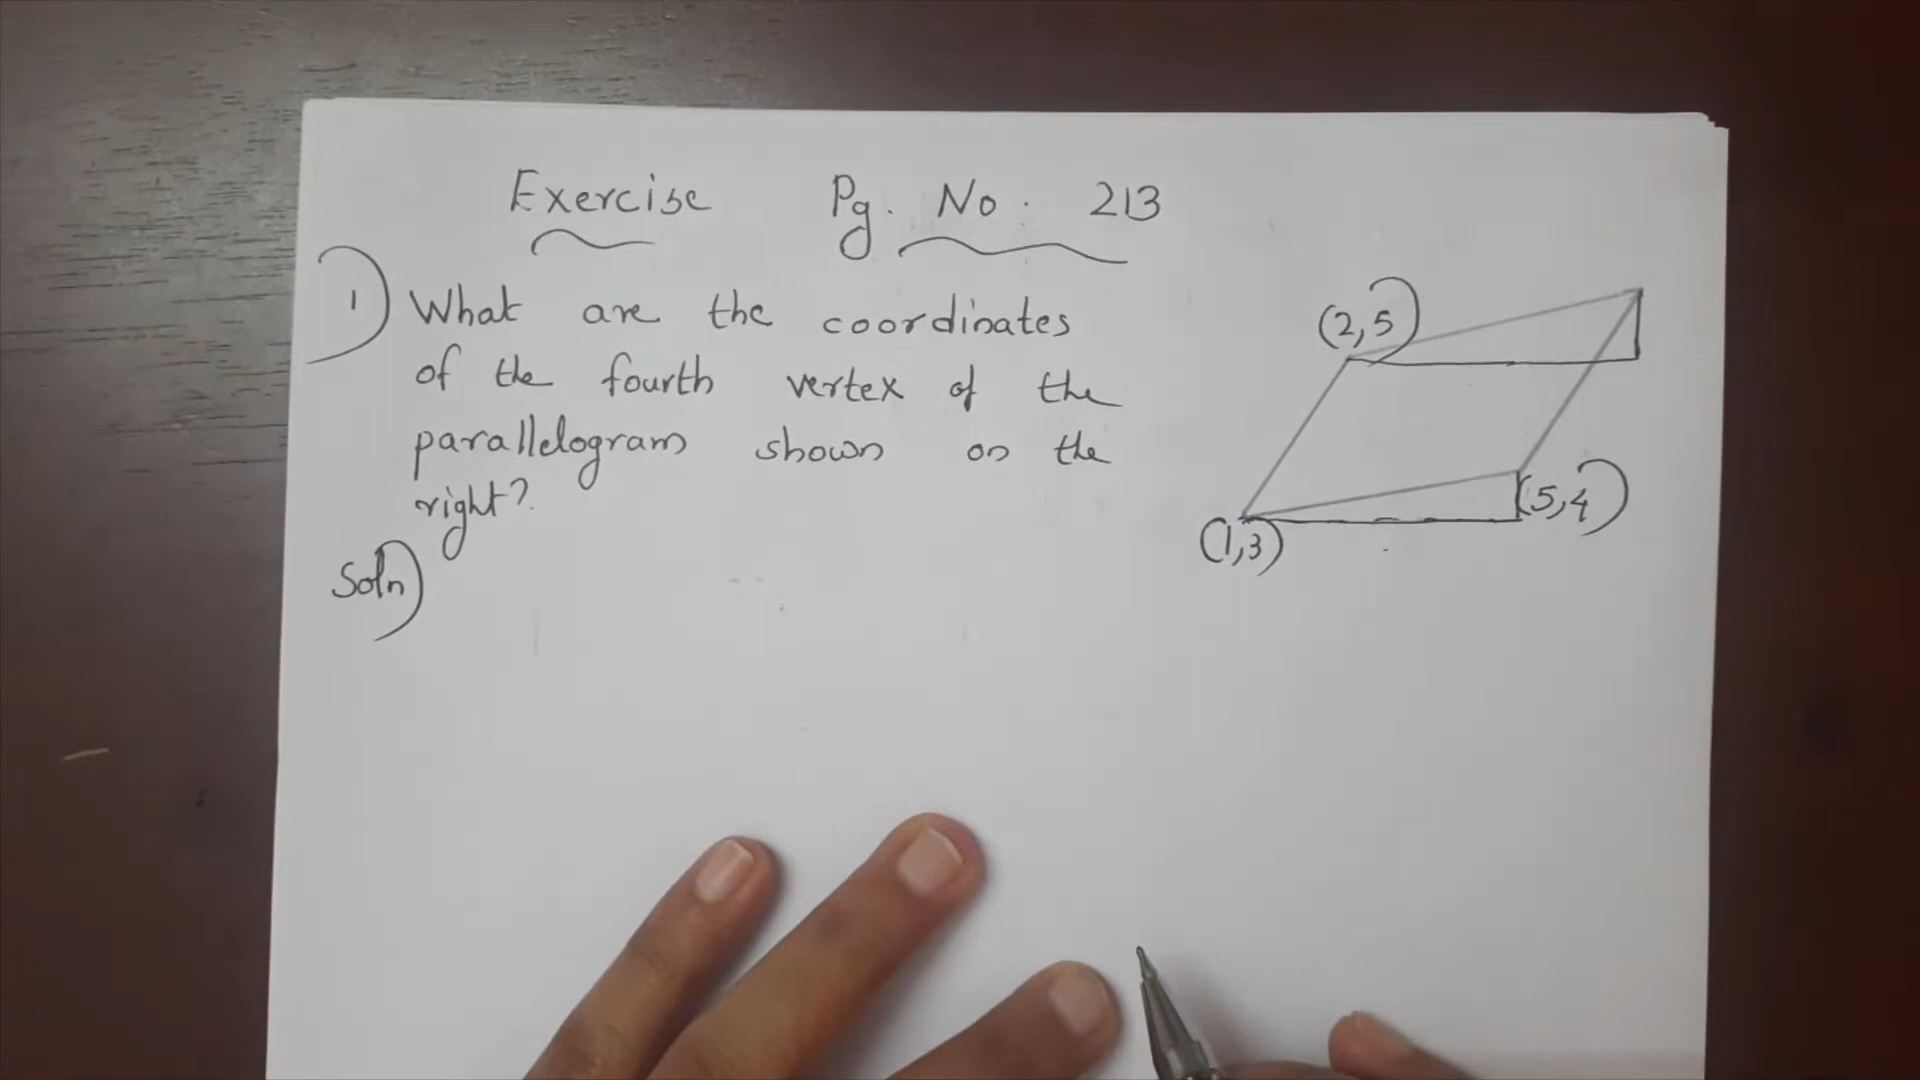 Exercise Pg. No. 213
1) What are the coordinates
of the fourth vertex of the
parallelogram shown on the
right?
Soln)
(2,5)
(5,4)
(1,3)